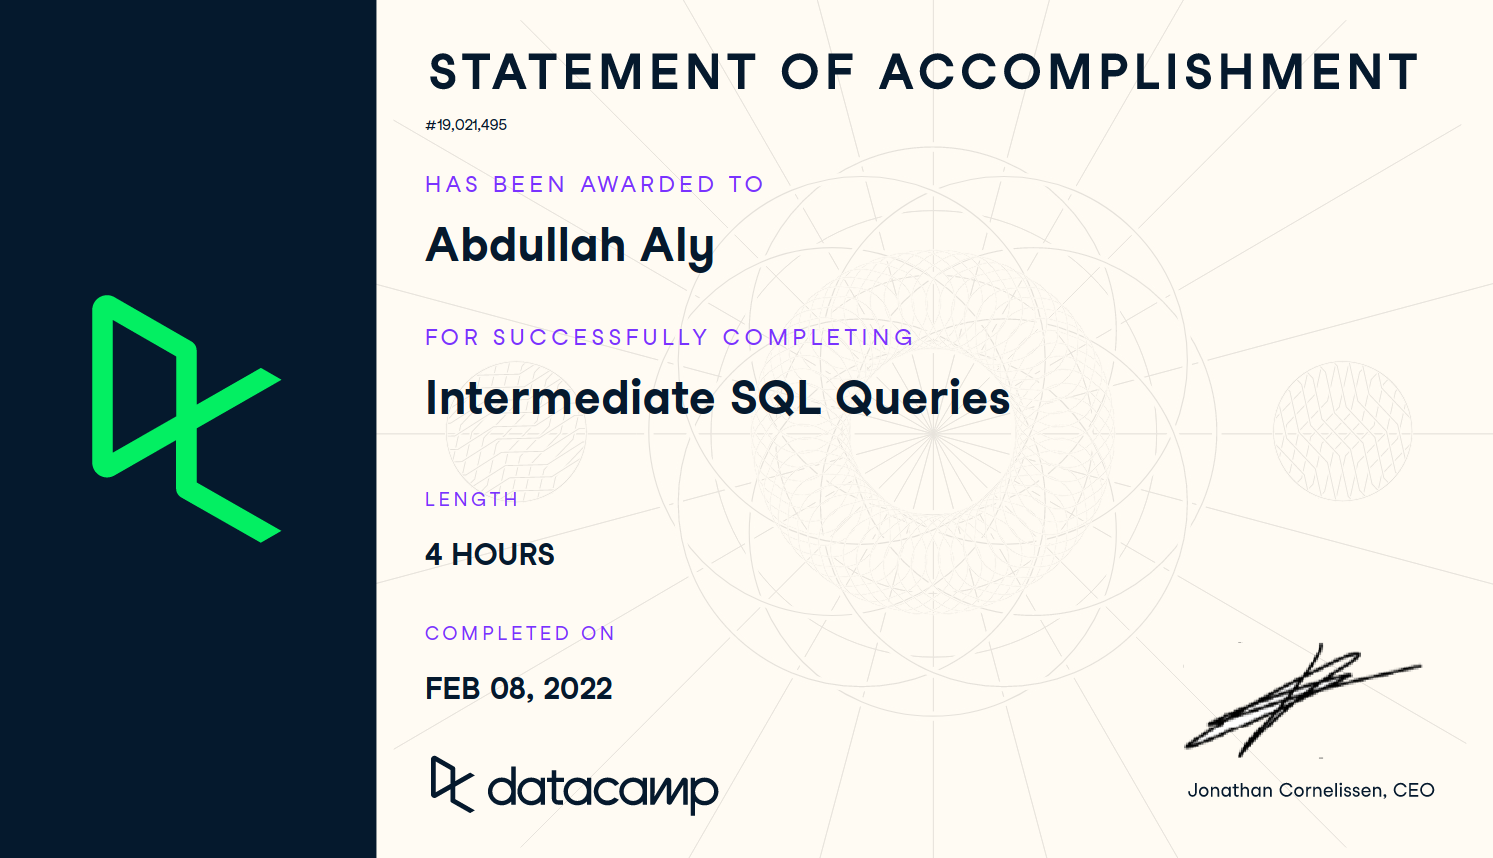 STATEMENT OF ACCOMPLISHMENT
#19,021,495
HAS BEEN AWARDED TO
Abdullah Aly
FOR SUCCESSFULLY COMPLETING
Intermediate SQL Queries
LENGTH
4 HOURS
COMPLETED ON
FEB 08, 2022
datacamp
Jonathan Cornelissen, CEO